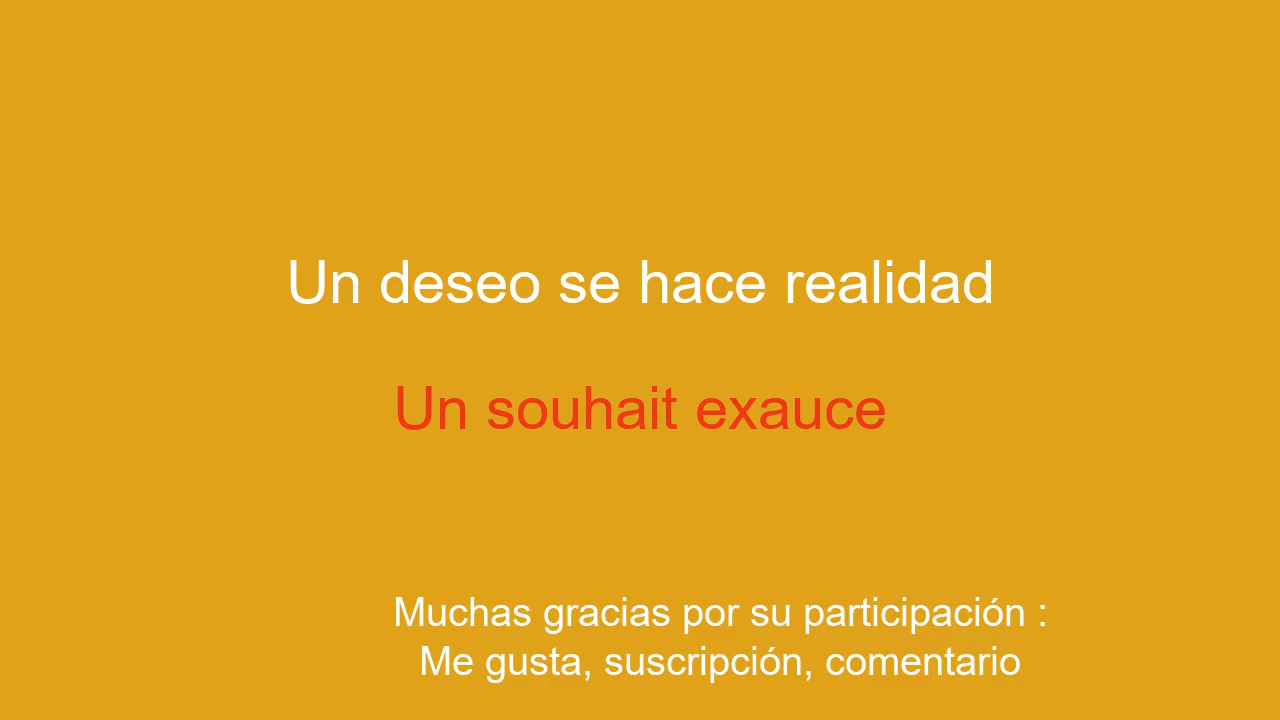 Un deseo se hace realidad
Un souhait exauce
Muchas gracias por su participación :
Me gusta, suscripción, comentario